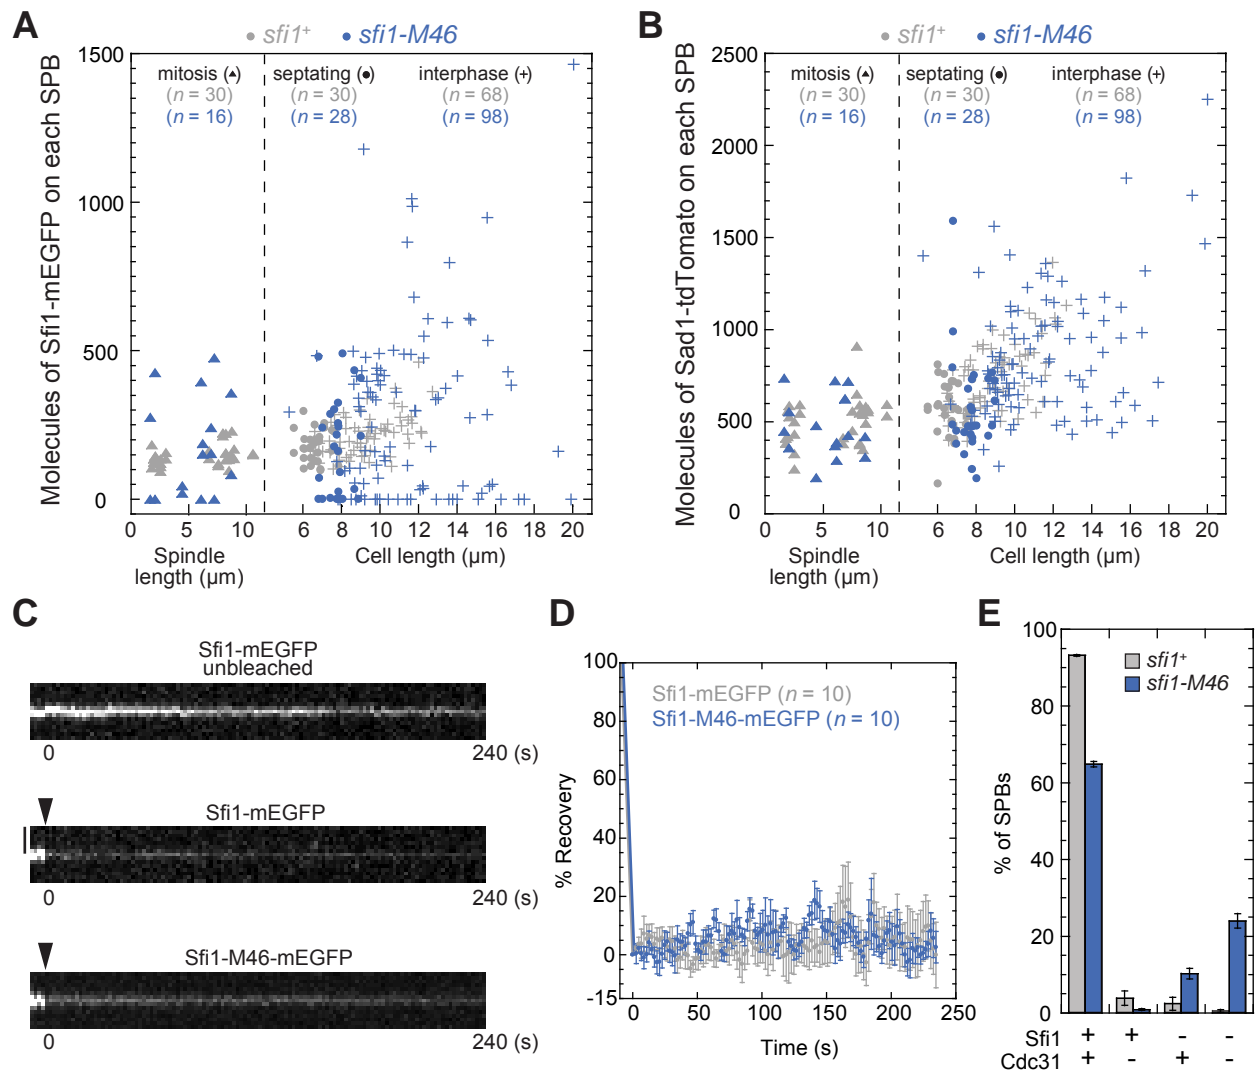 A
sfi1+ sfi1-M46
Molecules of Sfi1-mEGFP on each SPB
1500
1000
500
0
mitosis (▲) septating (●) interphase (+)
(n = 30) (n = 30) (n = 68)
(n = 16) (n = 28) (n = 98)
0 5 10 6 8 10 12 14 16 18 20
Spindle length (µm)
Cell length (µm)
B
sfi1+ sfi1-M46
Molecules of Sad1-tdTomato on each SPB
2500
2000
1500
1000
500
0
mitosis (▲) septating (●) interphase (+)
(n = 30) (n = 30) (n = 68)
(n = 16) (n = 28) (n = 98)
0 5 10 6 8 10 12 14 16 18 20
Spindle
length (µm)
Cell length (µm)
C
Sfi1-mEGFP
unbleached
0 240 (s)
Sfi1-mEGFP
0 240 (s)
Sfi1-M46-mEGFP
0 240 (s)
D
% Recovery
100
80
60
40
20
0
-15
Sfi1-mEGFP (n = 10)
Sfi1-M46-mEGFP (n = 10)
0 50 100 150 200 250
Time (s)
E
% of SPBs
100
80
60
40
20
0
sfi1+
sfi1-M46
Sfi1 + + - -
Cdc31 + - + -